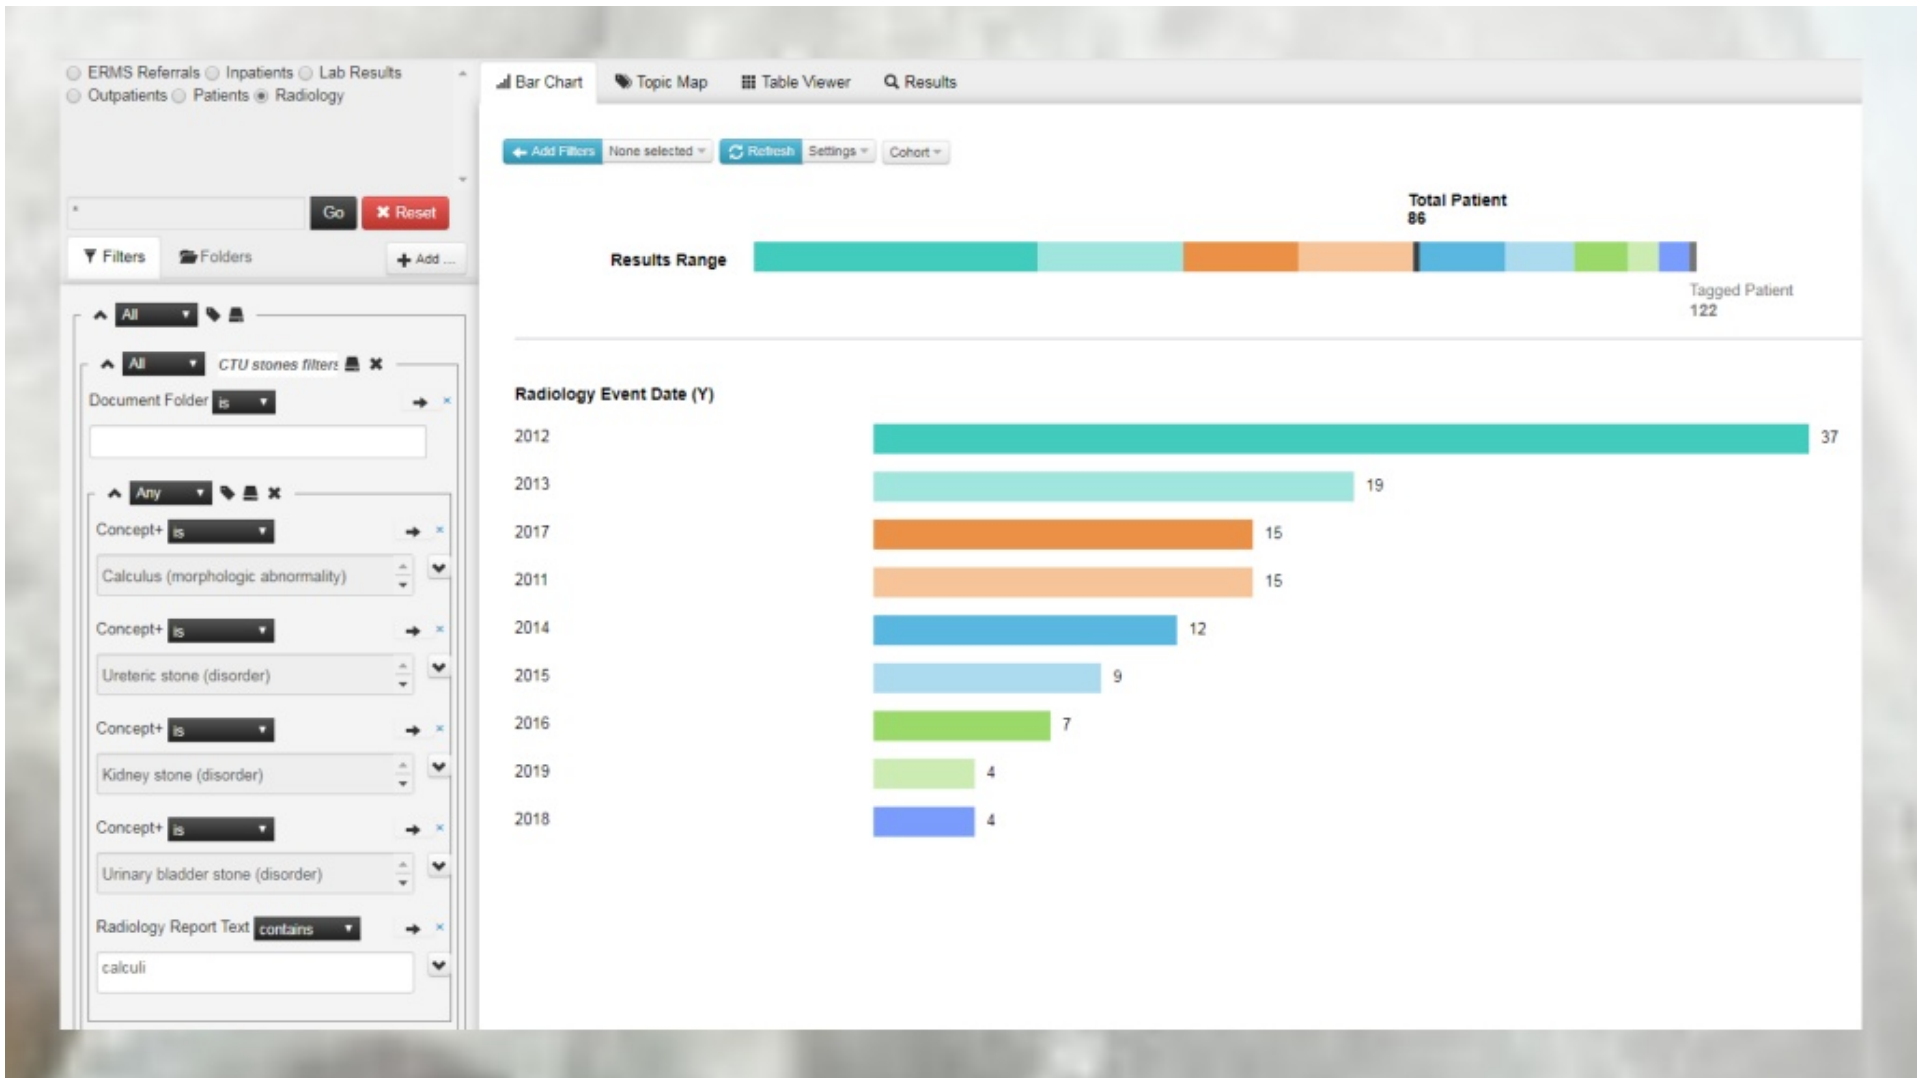 ERMS Referrals Inpatients Lab Results
Outpatients Patients Radiology
*
Go
Reset
Filters
Folders
Add ...
All
All
CTU stones filters
Document Folder is
Any
Concept+ is
Calculus (morphologic abnormality)
Concept+ is
Ureteric stone (disorder)
Concept+ is
Kidney stone (disorder)
Concept+ is
Urinary bladder stone (disorder)
Radiology Report Text contains
calculi
Bar Chart
Topic Map
Table Viewer
Results
Add Filters
None selected
Refresh
Settings
Cohort
Total Patient
86
Results Range
Tagged Patient
122
Radiology Event Date (Y)
2012 37
2013 19
2017 15
2011 15
2014 12
2015 9
2016 7
2019 4
2018 4